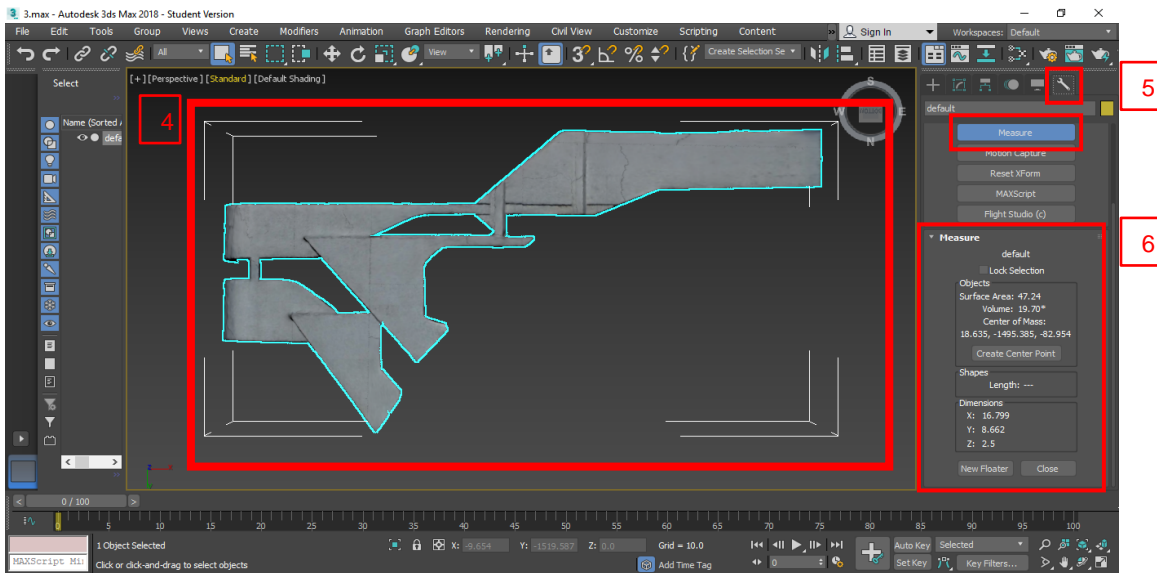 3.max - Autodesk 3ds Max 2018 - Student Version
File Edit Tools Group Views Create Modifiers Animation Graph Editors Rendering Civil View Customize Scripting Content Sign In Workspaces: Default
All View Create Selection Se
Select
[+] [Perspective] [Standard] [Default Shading]
5
Name (Sorted A
defa
4
S
W E
N
default
Measure
Motion Capture
Reset XForm
MAXScript
Flight Studio (c)
6
Measure
default
Lock Selection
Objects
Surface Area: 47.24
Volume: 19.70*
Center of Mass:
18.635, -1495.385, -82.954
Create Center Point
Shapes
Length: ---
Dimensions
X: 16.799
Y: 8.662
Z: 2.5
New Floater Close
z x
0 / 100
0 5 10 15 20 25 30 35 40 45 50 55 60 65 70 75 80 85 90 95 100
1 Object Selected X: -9.654 Y: -1519.587 Z: 0.0 Grid = 10.0 Auto Key Selected
MAXScript Mi Click or click-and-drag to select objects Add Time Tag 0 Set Key Key Filters...